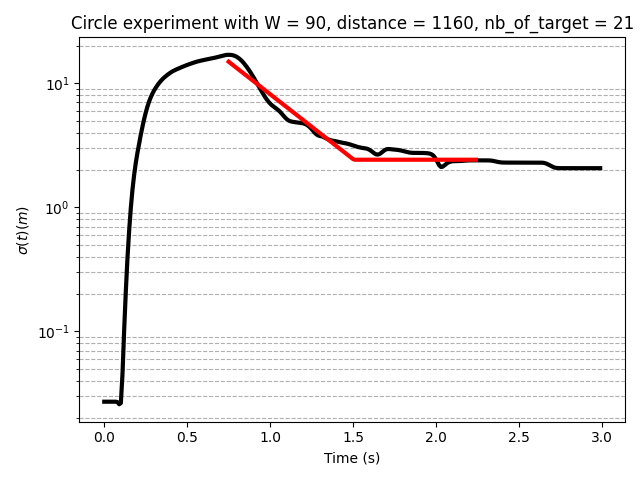 Circle experiment with W = 90, distance = 1160, nb_of_target = 21
10¹
10⁰
10⁻¹
σ(t)(m)
0.0 0.5 1.0 1.5 2.0 2.5 3.0
Time (s)